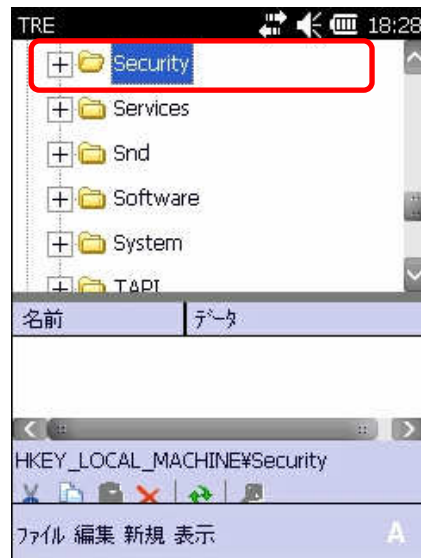 TRE 18:28
Security
Services
Snd
Software
System
TAPI
名前 データ
HKEY_LOCAL_MACHINE¥Security
ファイル 編集 新規 表示 A